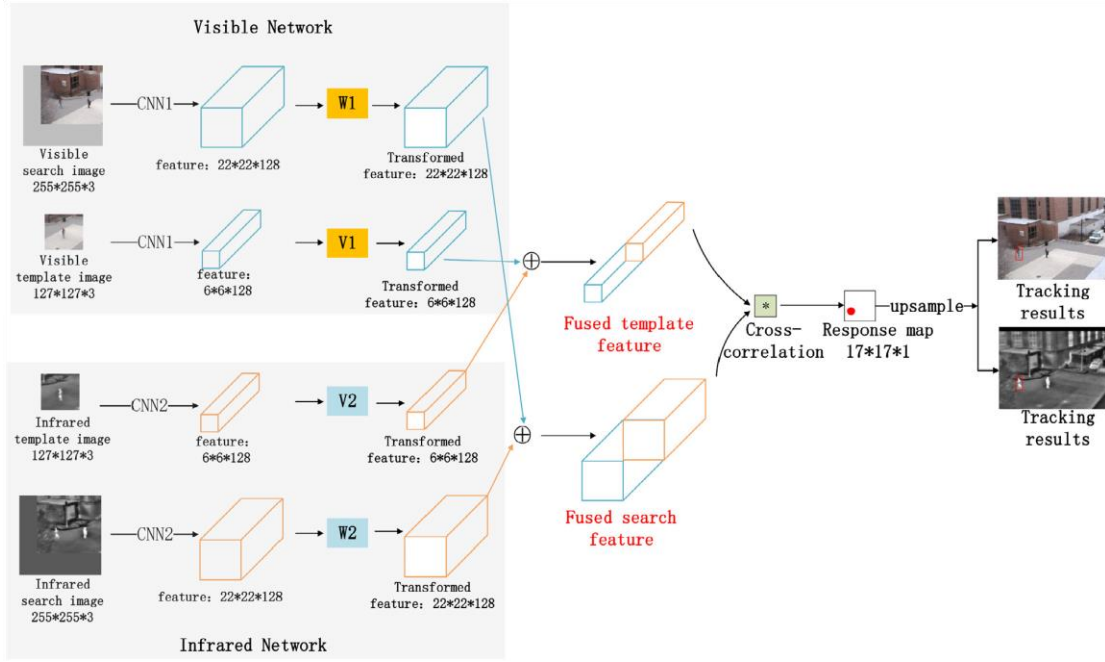 Visible Network
CNN1
W1
Visible
search image
255*255*3
feature: 22*22*128
Transformed
feature: 22*22*128
CNN1
V1
Visible
template image
127*127*3
feature:
6*6*128
Transformed
feature: 6*6*128
Fused template
feature
*
Cross-
correlation
Response map
17*17*1
upsample
Tracking
results
Tracking
results
CNN2
V2
Infrared
template image
127*127*3
feature:
6*6*128
Transformed
feature: 6*6*128
Fused search
feature
CNN2
W2
Infrared
search image
255*255*3
feature: 22*22*128
Transformed
feature: 22*22*128
Infrared Network